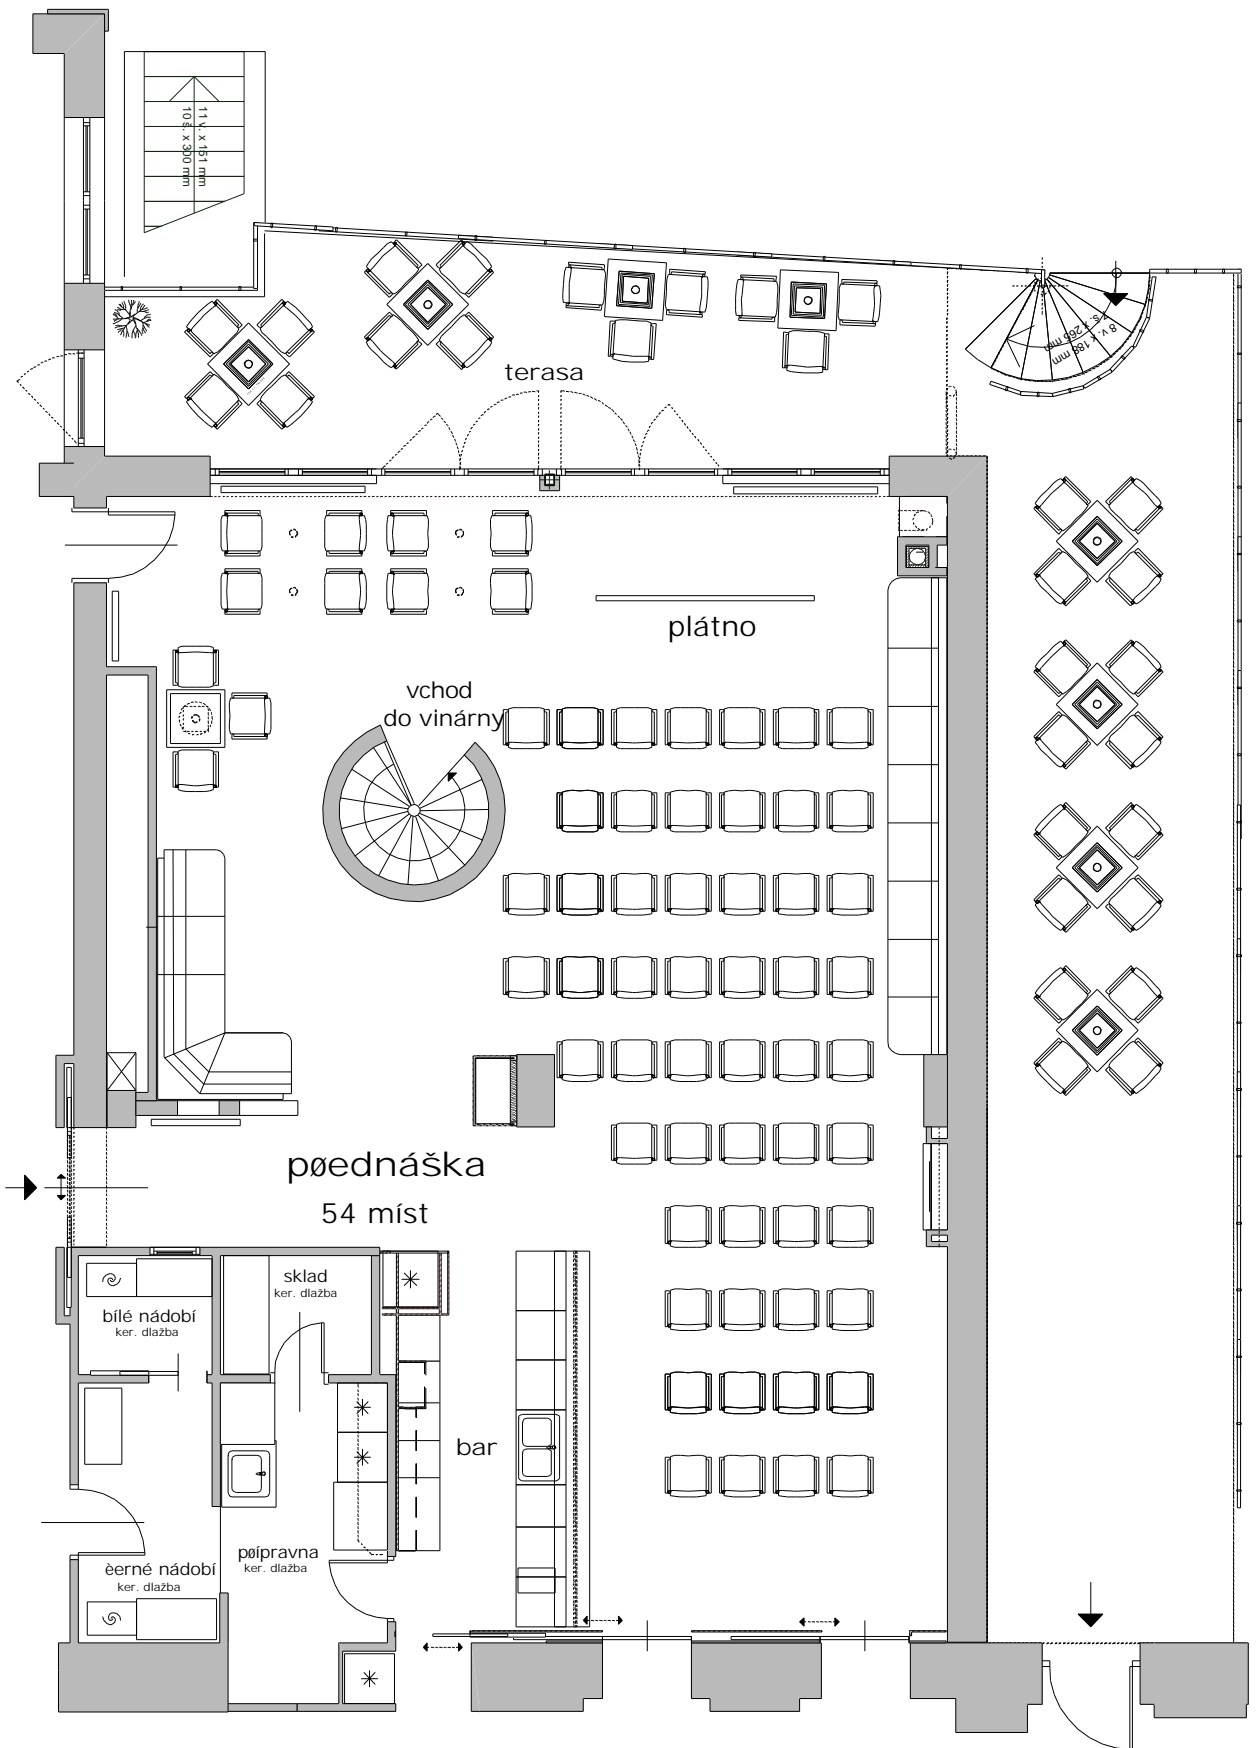 11 v. x 151 mm
10 š. x 300 mm
8 v. x 188 mm
7 š. x 265 mm
terasa
plátno
vchod
do vinárny
pøednáška
54 míst
sklad
ker. dlažba
bílé nádobí
ker. dlažba
bar
pøípravna
ker. dlažba
èerné nádobí
ker. dlažba